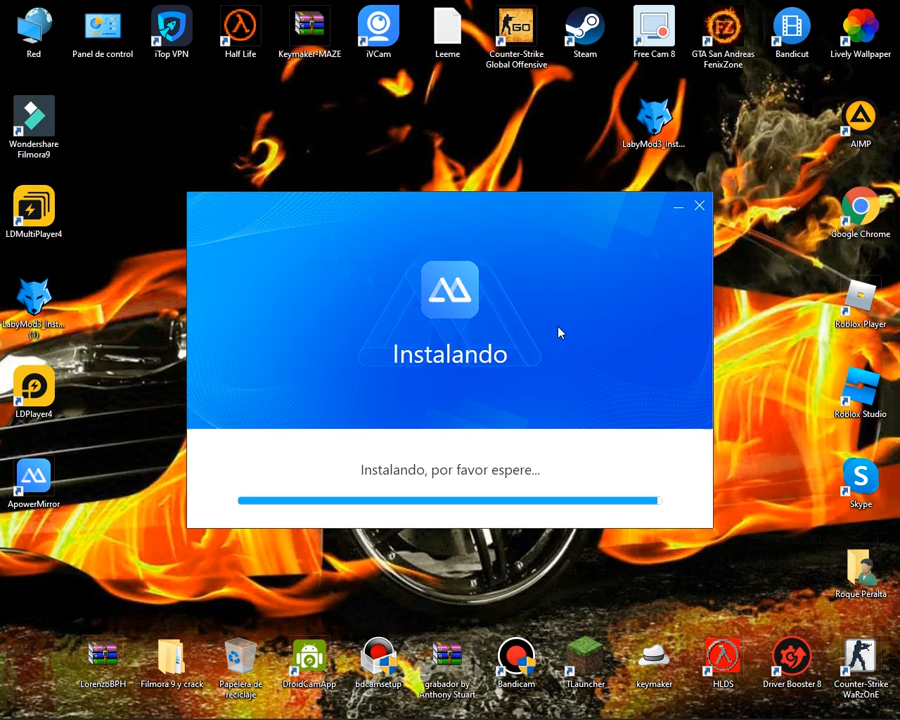 Red
Panel de control
iTop VPN
Half Life
Keymaker-MAZE
iVCam
Leeme
Counter-Strike
Global Offensive
Steam
Free Cam 8
GTA San Andreas
FenixZone
Bandicut
Lively Wallpaper
Wondershare
Filmora9
LabyMod3_Inst...
AIMP
LDMultiPlayer4
Google Chrome
LabyMod3_Inst...
(1)
Roblox Player
Instalando
LDPlayer4
Roblox Studio
Instalando, por favor espere...
ApowerMirror
Skype
Roque Peralta
LorenzoBPH
Filmora 9 y crack
Papelera de
reciclaje
DroidCamApp
bdcamsetup
grabador by
Anthony Stuart
Bandicam
TLauncher
keymaker
HLDS
Driver Booster 8
Counter-Strike
WaRzOnE